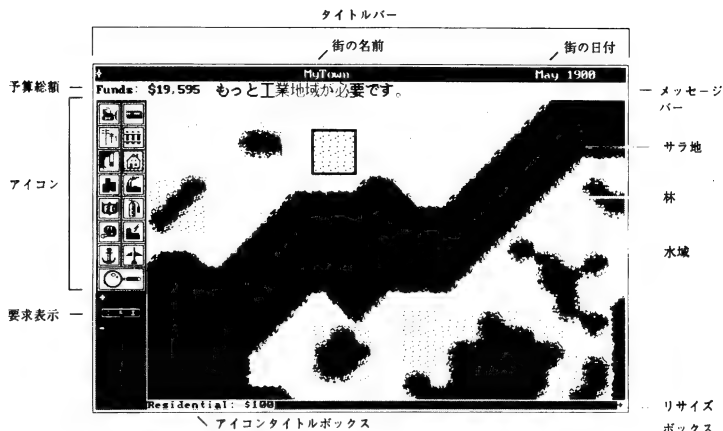 タイトルバー
街の名前
街の日付
MyTown
May 1900
予算総額
Funds: $19,595 もっと工業地域が必要です。
メッセージ
バー
アイコン
サラ地
林
水域
要求表示
Residential: $100
リサイズ
ボックス
アイコンタイトルボックス